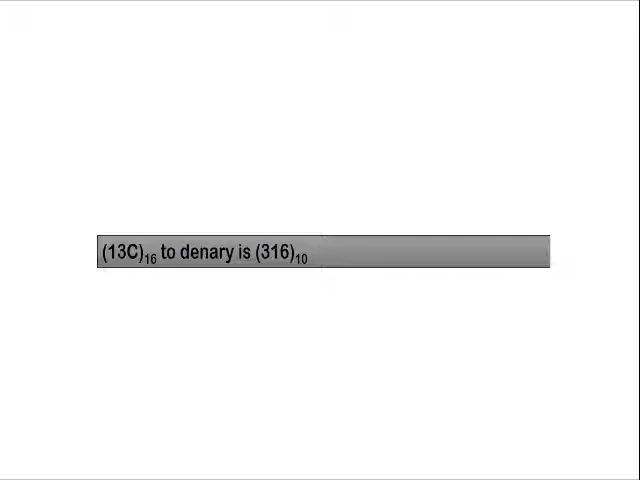 (13C)₁₆ to denary is (316)₁₀